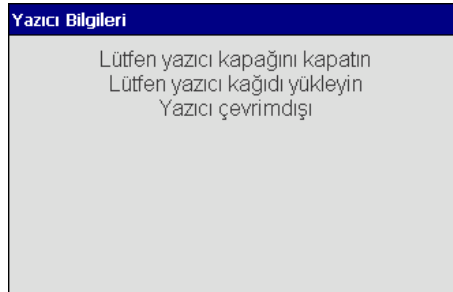 Yazıcı Bilgileri
Lütfen yazıcı kapağını kapatın
Lütfen yazıcı kağıdı yükleyin
Yazıcı çevrimdışı